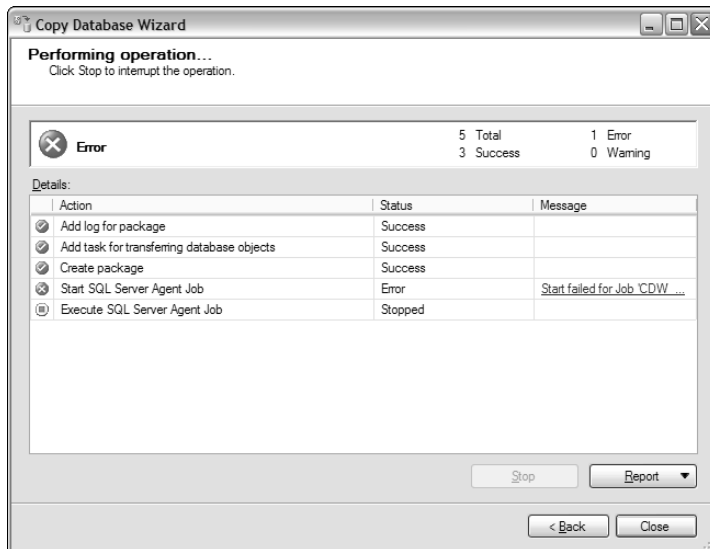 Copy Database Wizard
Performing operation...
Click Stop to interrupt the operation.
Error
5 Total 1 Error
3 Success 0 Warning
Details:
Action Status Message
Add log for package Success
Add task for transferring database objects Success
Create package Success
Start SQL Server Agent Job Error Start failed for Job 'CDW ...
Execute SQL Server Agent Job Stopped
Stop Report
< Back Close